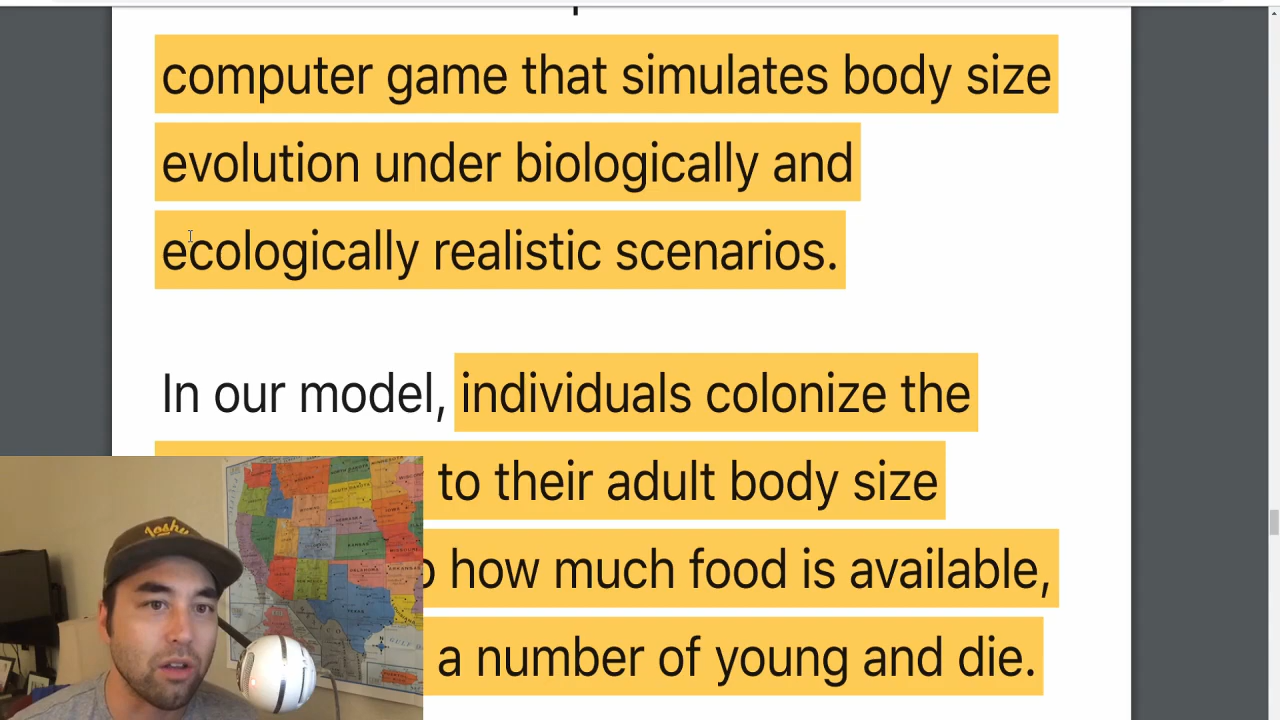 computer game that simulates body size
evolution under biologically and
ecologically realistic scenarios.
In our model, individuals colonize the
to their adult body size
how much food is available,
a number of young and die.